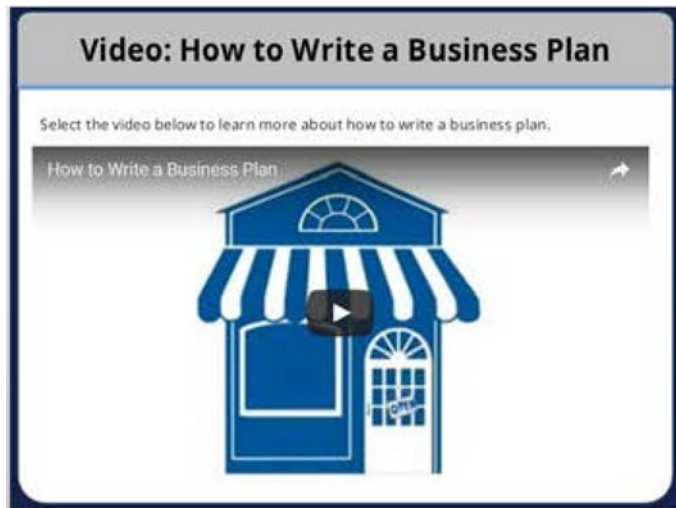 Video: How to Write a Business Plan
Select the video below to learn more about how to write a business plan.
How to Write a Business Plan